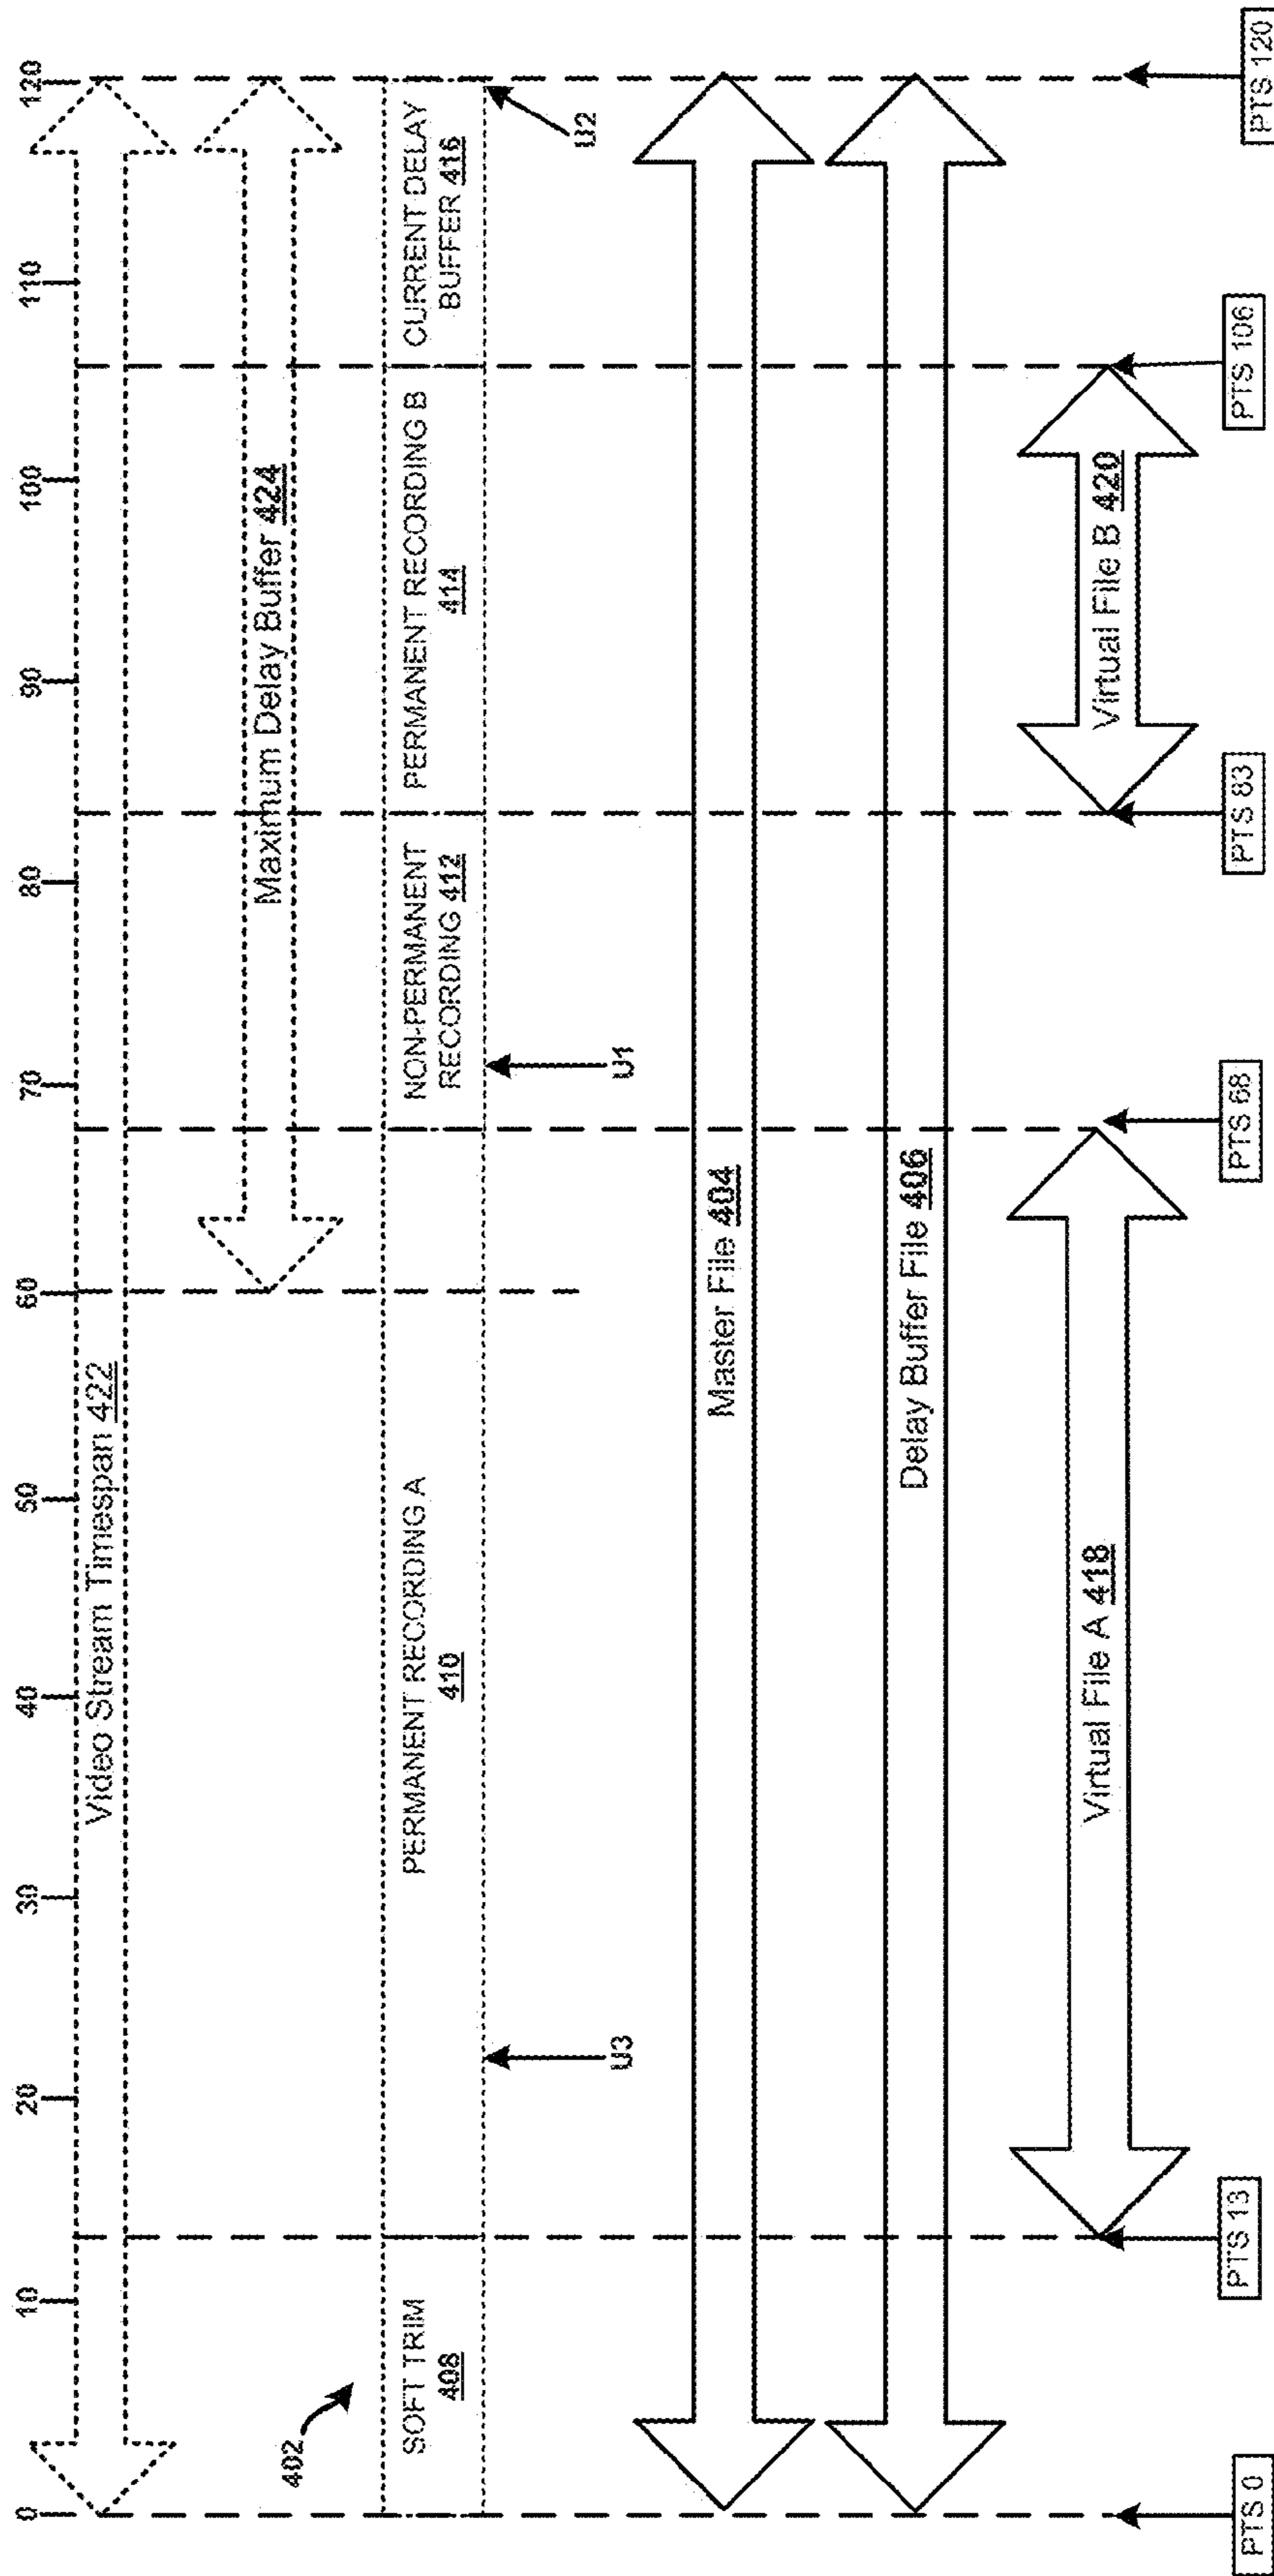 0 10 20 30 40 50 60 70 80 90 100 110 120
Video Stream Timespan 422
Maximum Delay Buffer 424
402
SOFT TRIM
408
PERMANENT RECORDING A
410
NON-PERMANENT
RECORDING 412
PERMANENT RECORDING B
414
CURRENT DELAY
BUFFER 416
U3
U1
U2
Master File 404
Delay Buffer File 406
Virtual File A 418
Virtual File B 420
PTS 0
PTS 13
PTS 68
PTS 83
PTS 106
PTS 120